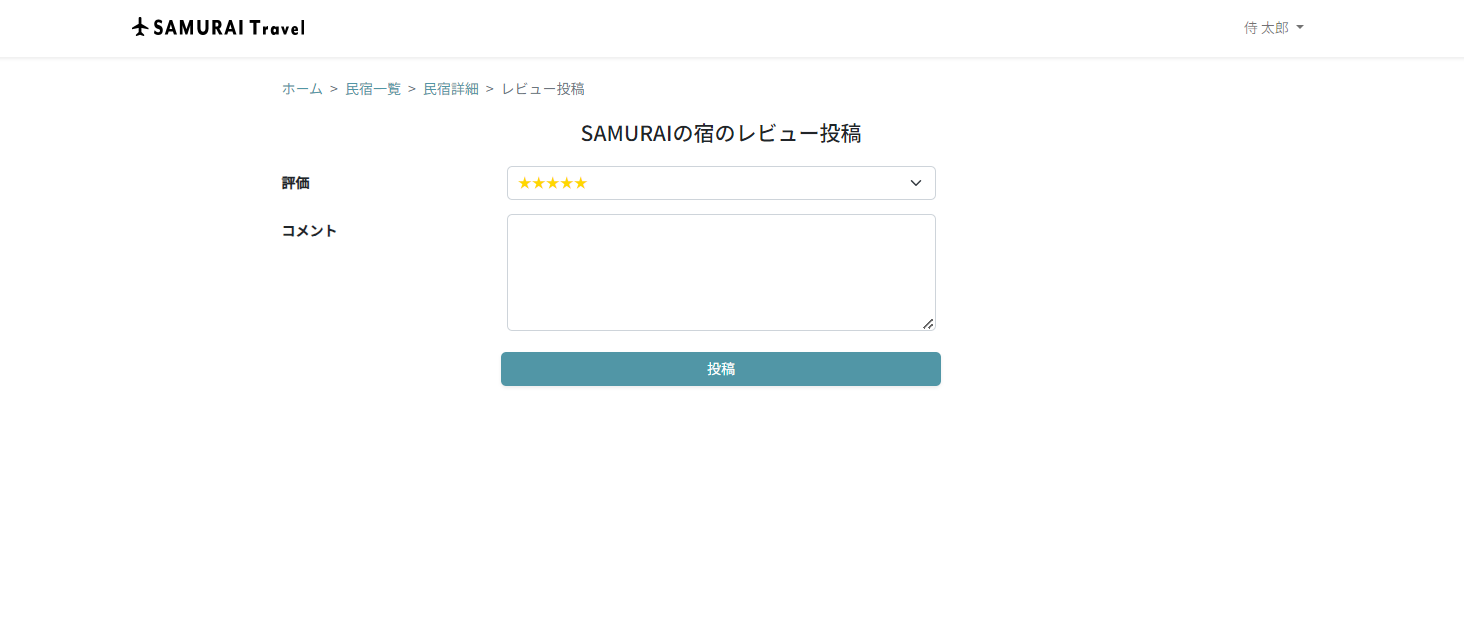 SAMURAI Travel
侍 太郎
ホーム > 民宿一覧 > 民宿詳細 > レビュー投稿
SAMURAIの宿のレビュー投稿
評価
★★★★★
コメント
投稿